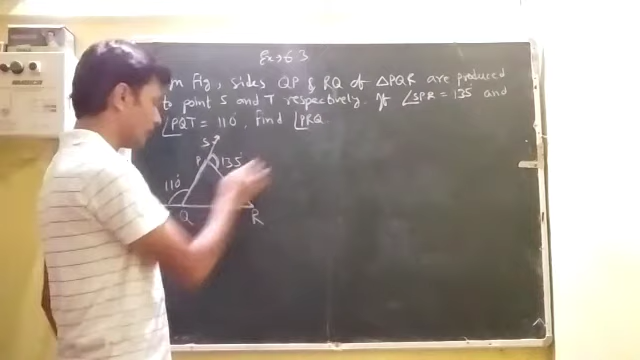 Ex → 6.3
In Fig, sides QP & RQ of △PQR are produced
to point S and T respectively. If ∠SPR = 135° and
∠PQT = 110°. Find ∠PRQ.
S
P 135°
110°
Q R